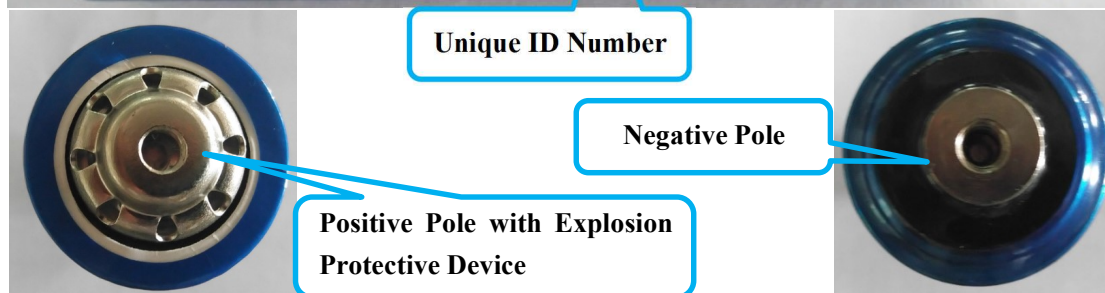 Unique ID Number
Negative Pole
Positive Pole with Explosion
Protective Device